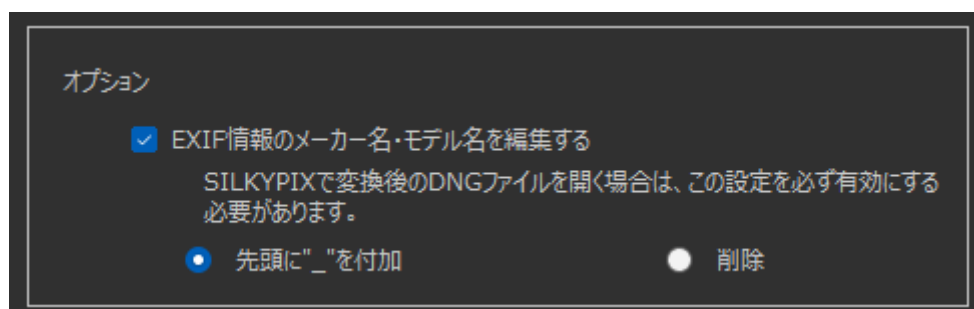 オプション
EXIF情報のメーカー名・モデル名を編集する
SILKYPIXで変換後のDNGファイルを開く場合は、この設定を必ず有効にする
必要があります。
先頭に"_"を付加 削除